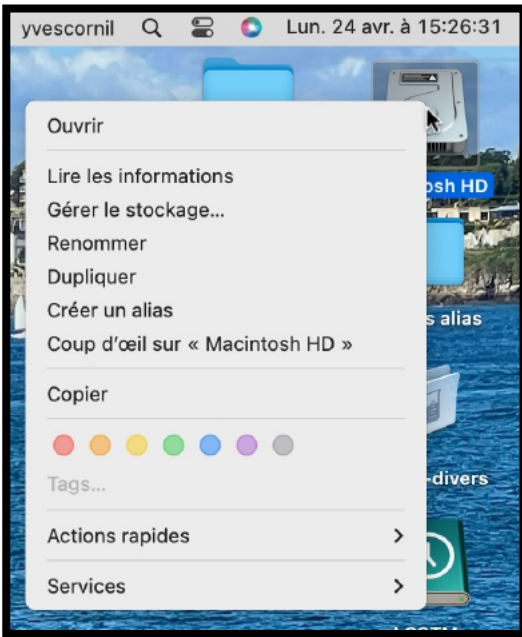 yvescornil Lun. 24 avr. à 15:26:31
Ouvrir
Lire les informations
osh HD
Gérer le stockage...
Renommer
Dupliquer
Créer un alias
s alias
Coup d'œil sur « Macintosh HD »
Copier
Tags...
-divers
Actions rapides
Services